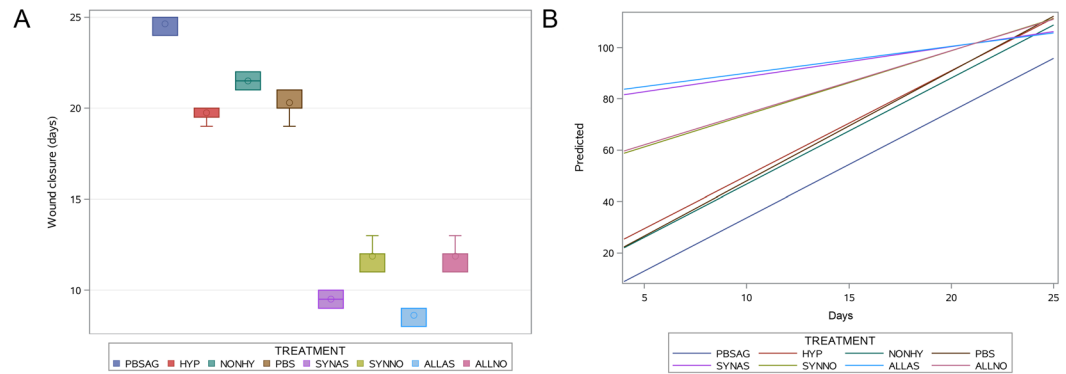 A
25
20
15
10
Wound closure (days)
TREATMENT
PBSAG HYP NONHY PBS SYNAS SYNNO ALLAS ALLNO
B
100
80
60
40
20
Predicted
5 10 15 20 25
Days
TREATMENT
PBSAG HYP NONHY PBS
SYNAS SYNNO ALLAS ALLNO